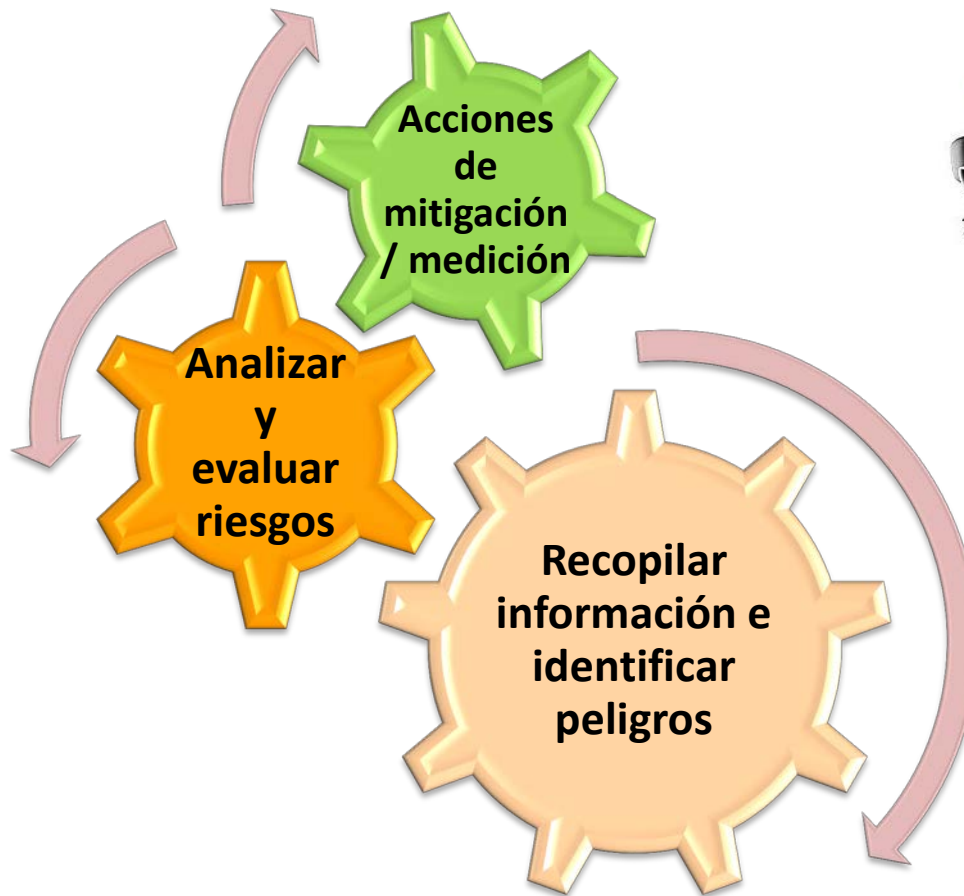 Acciones
de
mitigación
/ medición
Analizar
y
evaluar
riesgos
Recopilar
información e
identificar
peligros